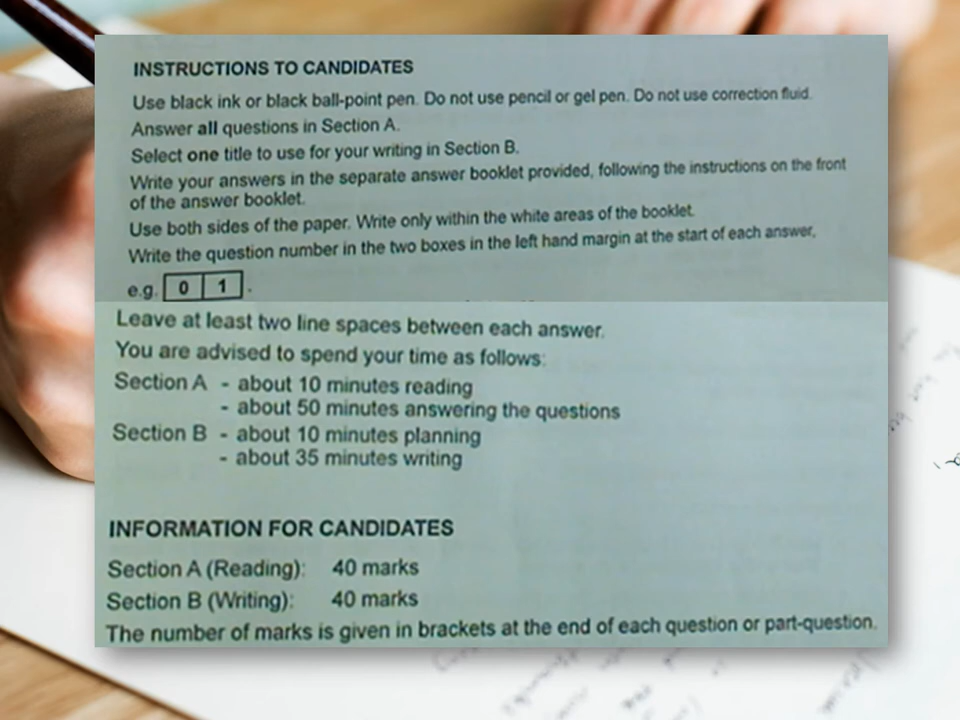 INSTRUCTIONS TO CANDIDATES
Use black ink or black ball-point pen. Do not use pencil or gel pen. Do not use correction fluid.
Answer all questions in Section A.
Select one title to use for your writing in Section B.
Write your answers in the separate answer booklet provided, following the instructions on the front
of the answer booklet.
Use both sides of the paper. Write only within the white areas of the booklet.
Write the question number in the two boxes in the left hand margin at the start of each answer,
e.g. 0 1 .
Leave at least two line spaces between each answer.
You are advised to spend your time as follows:
Section A - about 10 minutes reading
- about 50 minutes answering the questions
Section B - about 10 minutes planning
- about 35 minutes writing
INFORMATION FOR CANDIDATES
Section A (Reading): 40 marks
Section B (Writing): 40 marks
The number of marks is given in brackets at the end of each question or part-question.